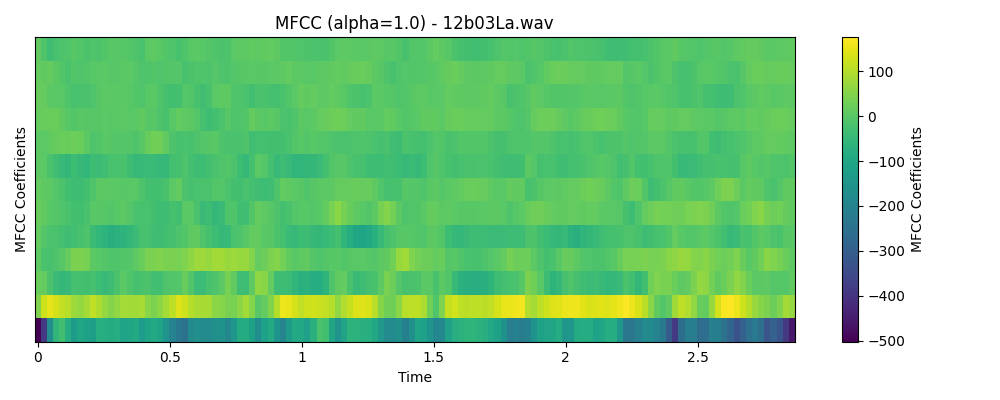 MFCC (alpha=1.0) - 12b03La.wav
MFCC Coefficients
0 0.5 1 1.5 2 2.5
Time
100
0
−100
−200
−300
−400
−500
MFCC Coefficients